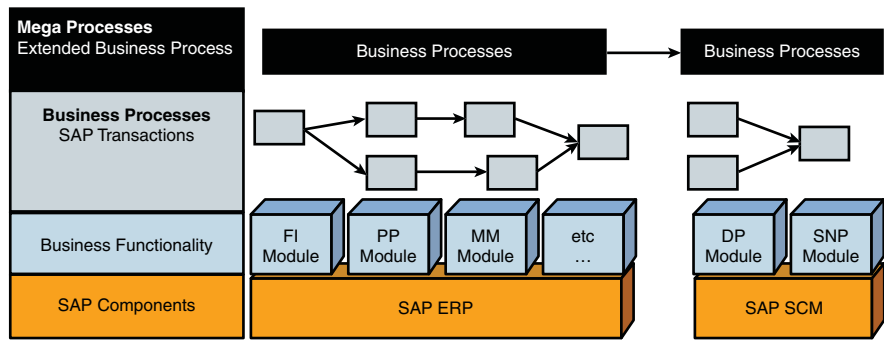 Mega Processes
Extended Business Process
Business Processes
Business Processes
Business Processes
SAP Transactions
Business Functionality
FI
Module
PP
Module
MM
Module
etc
...
DP
Module
SNP
Module
SAP Components
SAP ERP
SAP SCM